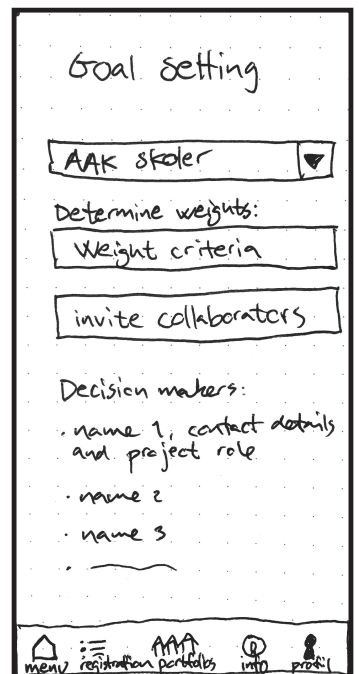 Goal setting
AAK skoler
Determine weights:
Weight criteria
invite collaborators
Decision makers:
· name 1, contact details
and project role
· name 2
· name 3
menu registration portfolios info profil